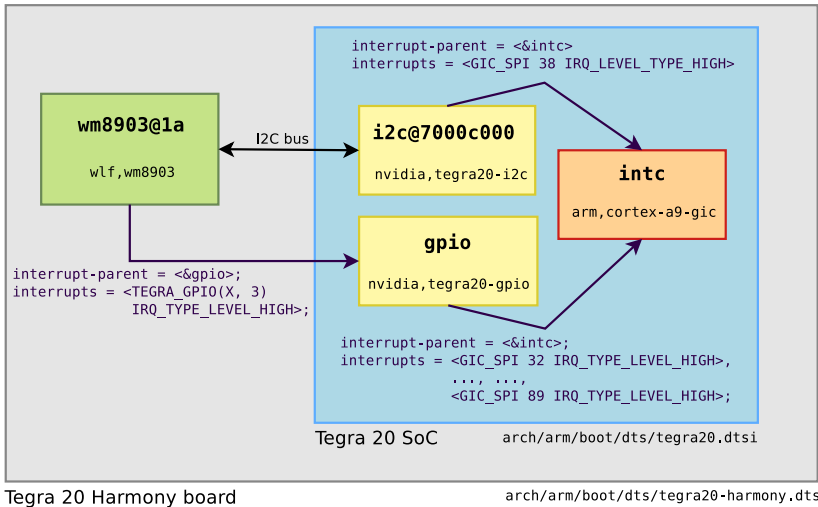 interrupt-parent = <&intc>
interrupts = <GIC_SPI 38 IRQ_LEVEL_TYPE_HIGH>
wm8903@1a
wlf,wm8903
I2C bus
i2c@7000c000
nvidia,tegra20-i2c
intc
arm,cortex-a9-gic
gpio
nvidia,tegra20-gpio
interrupt-parent = <&gpio>;
interrupts = <TEGRA_GPIO(X, 3)
IRQ_TYPE_LEVEL_HIGH>;
interrupt-parent = <&intc>;
interrupts = <GIC_SPI 32 IRQ_TYPE_LEVEL_HIGH>,
..., ...,
<GIC_SPI 89 IRQ_TYPE_LEVEL_HIGH>;
Tegra 20 SoC
arch/arm/boot/dts/tegra20.dtsi
Tegra 20 Harmony board
arch/arm/boot/dts/tegra20-harmony.dts